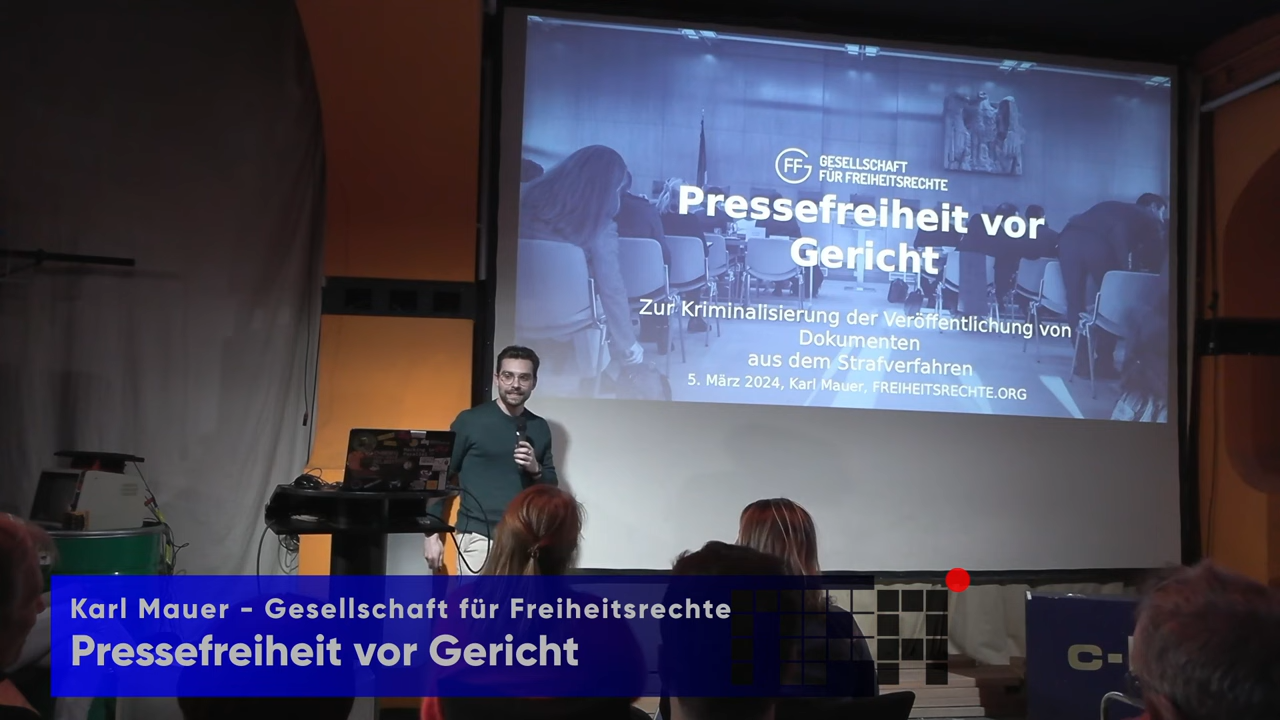 FF
GESELLSCHAFT
FÜR FREIHEITSRECHTE
Pressefreiheit vor
Gericht
Zur Kriminalisierung der Veröffentlichung von
Dokumenten
aus dem Strafverfahren
5. März 2024, Karl Mauer, FREIHEITSRECHTE.ORG
Karl Mauer - Gesellschaft für Freiheitsrechte
Pressefreiheit vor Gericht
c-